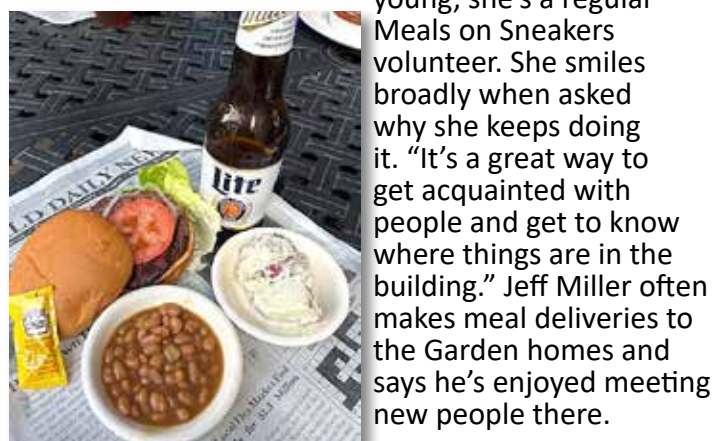 young, she's a regular
Meals on Sneakers
volunteer. She smiles
broadly when asked
why she keeps doing
it. “It's a great way to
get acquainted with
people and get to know
where things are in the
building.” Jeff Miller often
makes meal deliveries to
the Garden homes and
says he's enjoyed meeting
new people there.
Lite
LD DAILY NEW